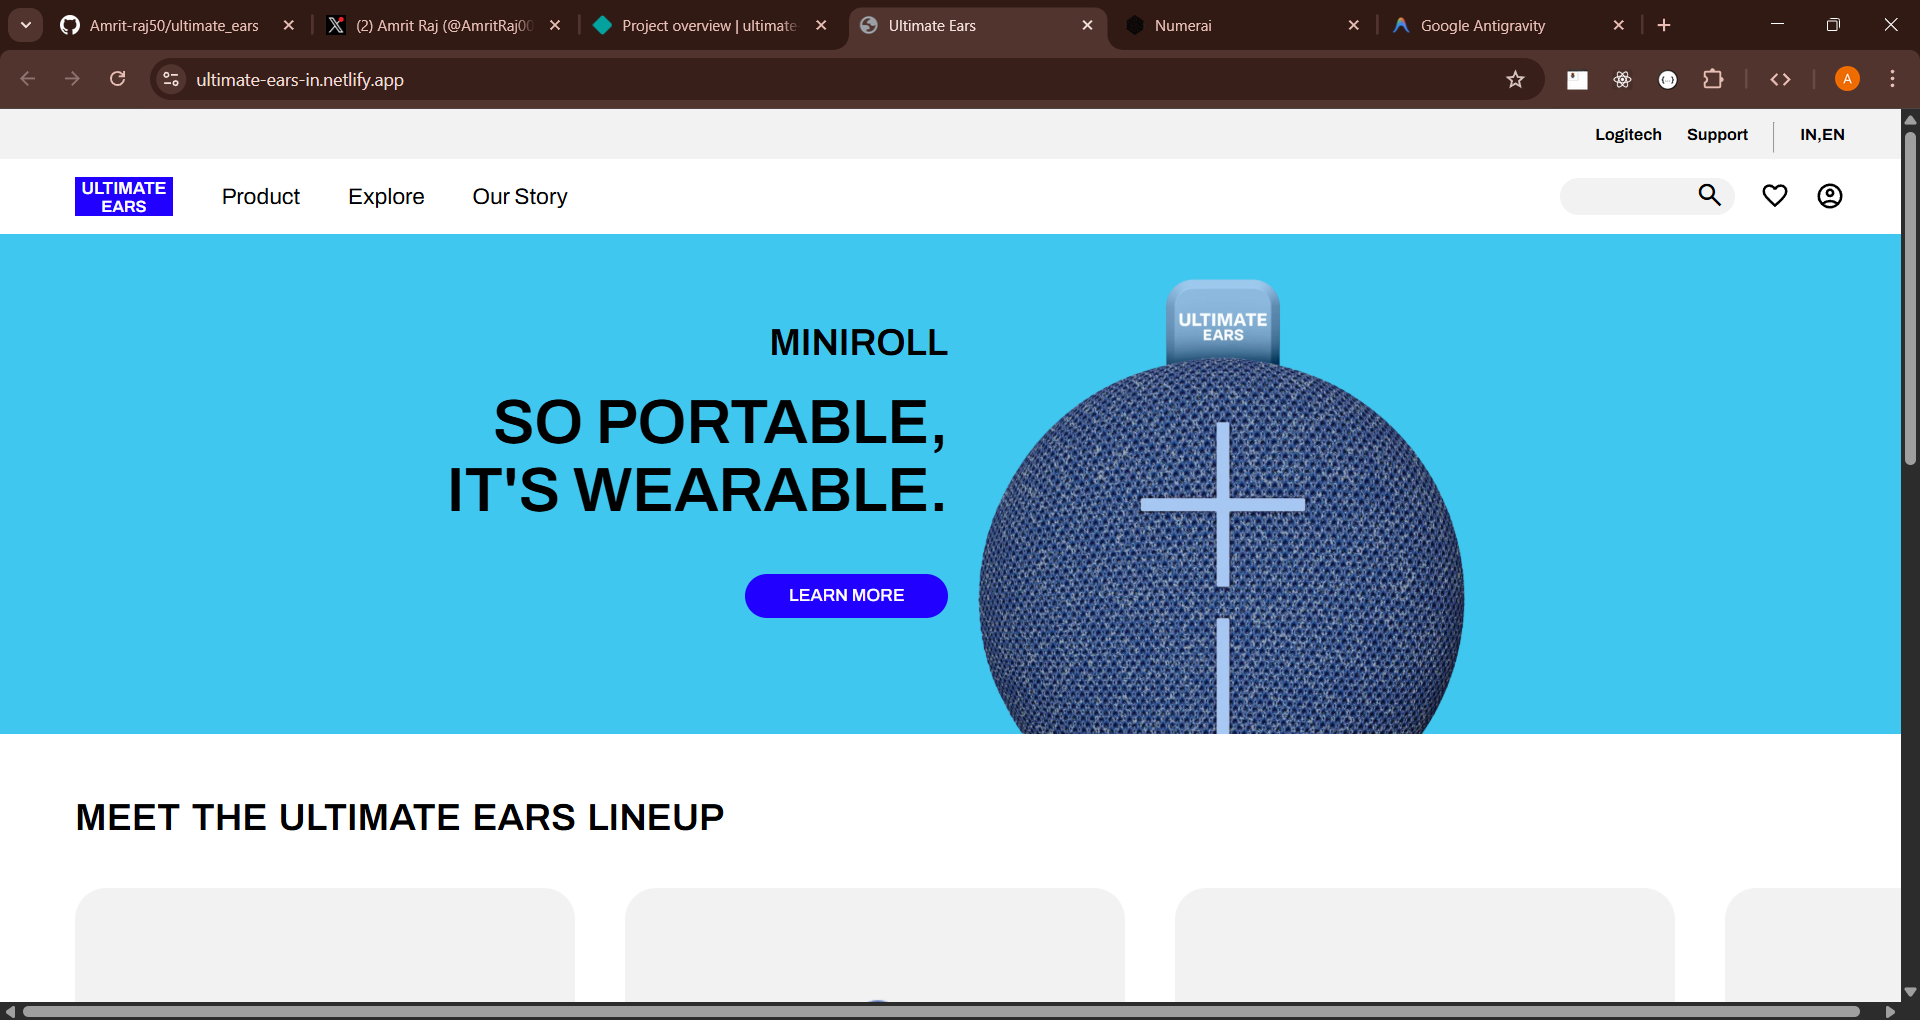 Amrit-raj50/ultimate_ears
(2) Amrit Raj (@AmritRaj00
Project overview | ultimate-
Ultimate Ears
Numerai
Google Antigravity
ultimate-ears-in.netlify.app
A
Logitech
Support
IN,EN
ULTIMATE
EARS
Product
Explore
Our Story
MINIROLL
SO PORTABLE,
IT'S WEARABLE.
LEARN MORE
ULTIMATE
EARS
MEET THE ULTIMATE EARS LINEUP